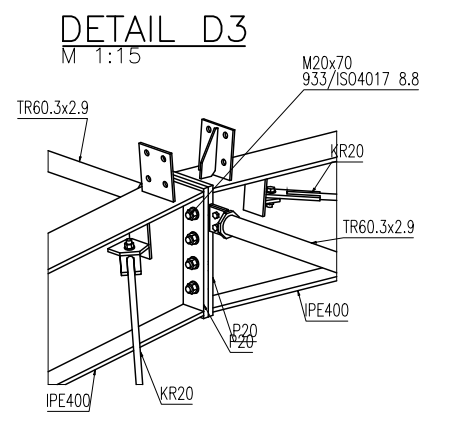 DETAIL D3
M 1:15
M20x70
933/ISO4017 8.8
TR60.3x2.9
KR20
TR60.3x2.9
IPE400
P20
P20
KR20
IPE400